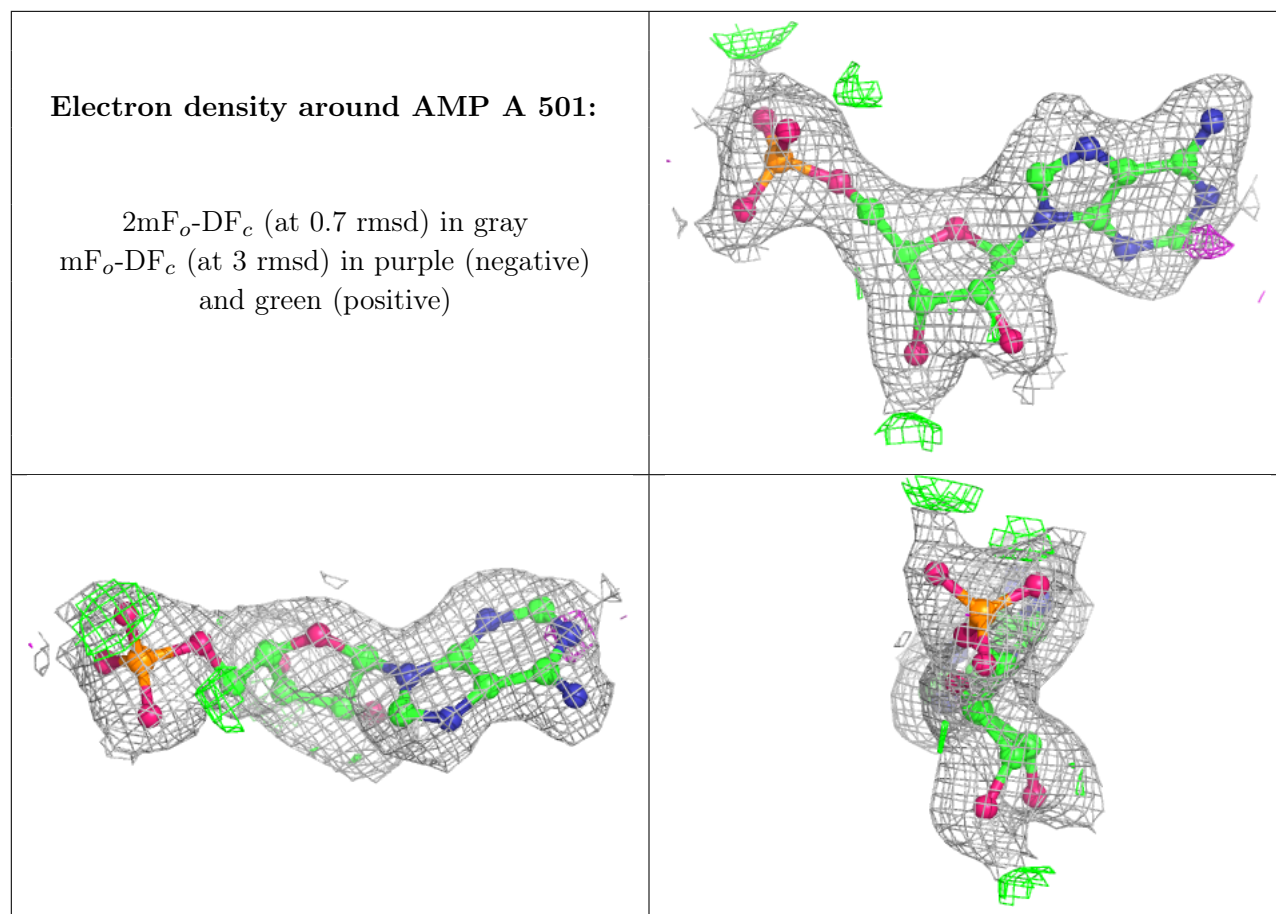 Electron density around AMP A 501:
2mFo-DFc (at 0.7 rmsd) in gray
mFo-DFc (at 3 rmsd) in purple (negative)
and green (positive)